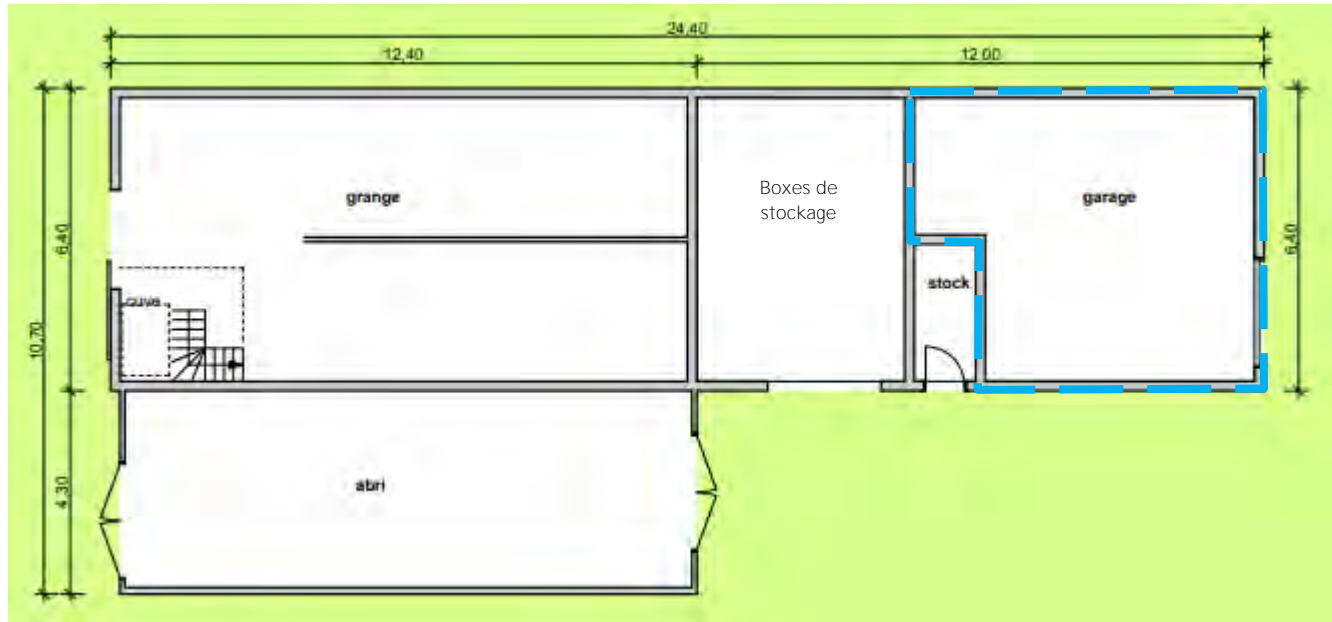 24,40
12,40
12,00
Boxes de
stockage
grange
garage
6,40
6,40
stock
cuve
10,70
4,30
abri